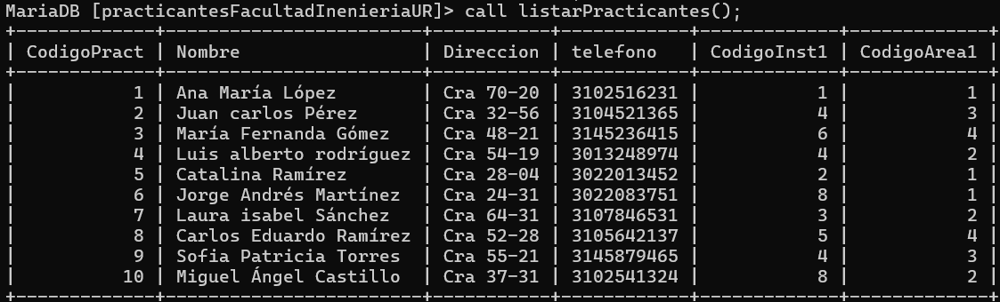 MariaDB [practicantesFacultadInenieriaUR]> call listarPracticantes();
+-------------+-------------------------+-----------+------------+-------------+-------------+
| CodigoPract | Nombre                  | Direccion | telefono   | CodigoInst1 | CodigoArea1 |
+-------------+-------------------------+-----------+------------+-------------+-------------+
|           1 | Ana María López         | Cra 70-20 | 3102516231 |           1 |           1 |
|           2 | Juan carlos Pérez       | Cra 32-56 | 3104521365 |           4 |           3 |
|           3 | María Fernanda Gómez    | Cra 48-21 | 3145236415 |           6 |           4 |
|           4 | Luis alberto rodríguez  | Cra 54-19 | 3013248974 |           4 |           2 |
|           5 | Catalina Ramírez        | Cra 28-04 | 3022013452 |           2 |           1 |
|           6 | Jorge Andrés Martínez   | Cra 24-31 | 3022083751 |           8 |           1 |
|           7 | Laura isabel Sánchez    | Cra 64-31 | 3107846531 |           3 |           2 |
|           8 | Carlos Eduardo Ramírez  | Cra 52-28 | 3105642137 |           5 |           4 |
|           9 | Sofia Patricia Torres   | Cra 55-21 | 3145879465 |           4 |           3 |
|          10 | Miguel Ángel Castillo   | Cra 37-31 | 3102541324 |           8 |           2 |
+-------------+-------------------------+-----------+------------+-------------+-------------+